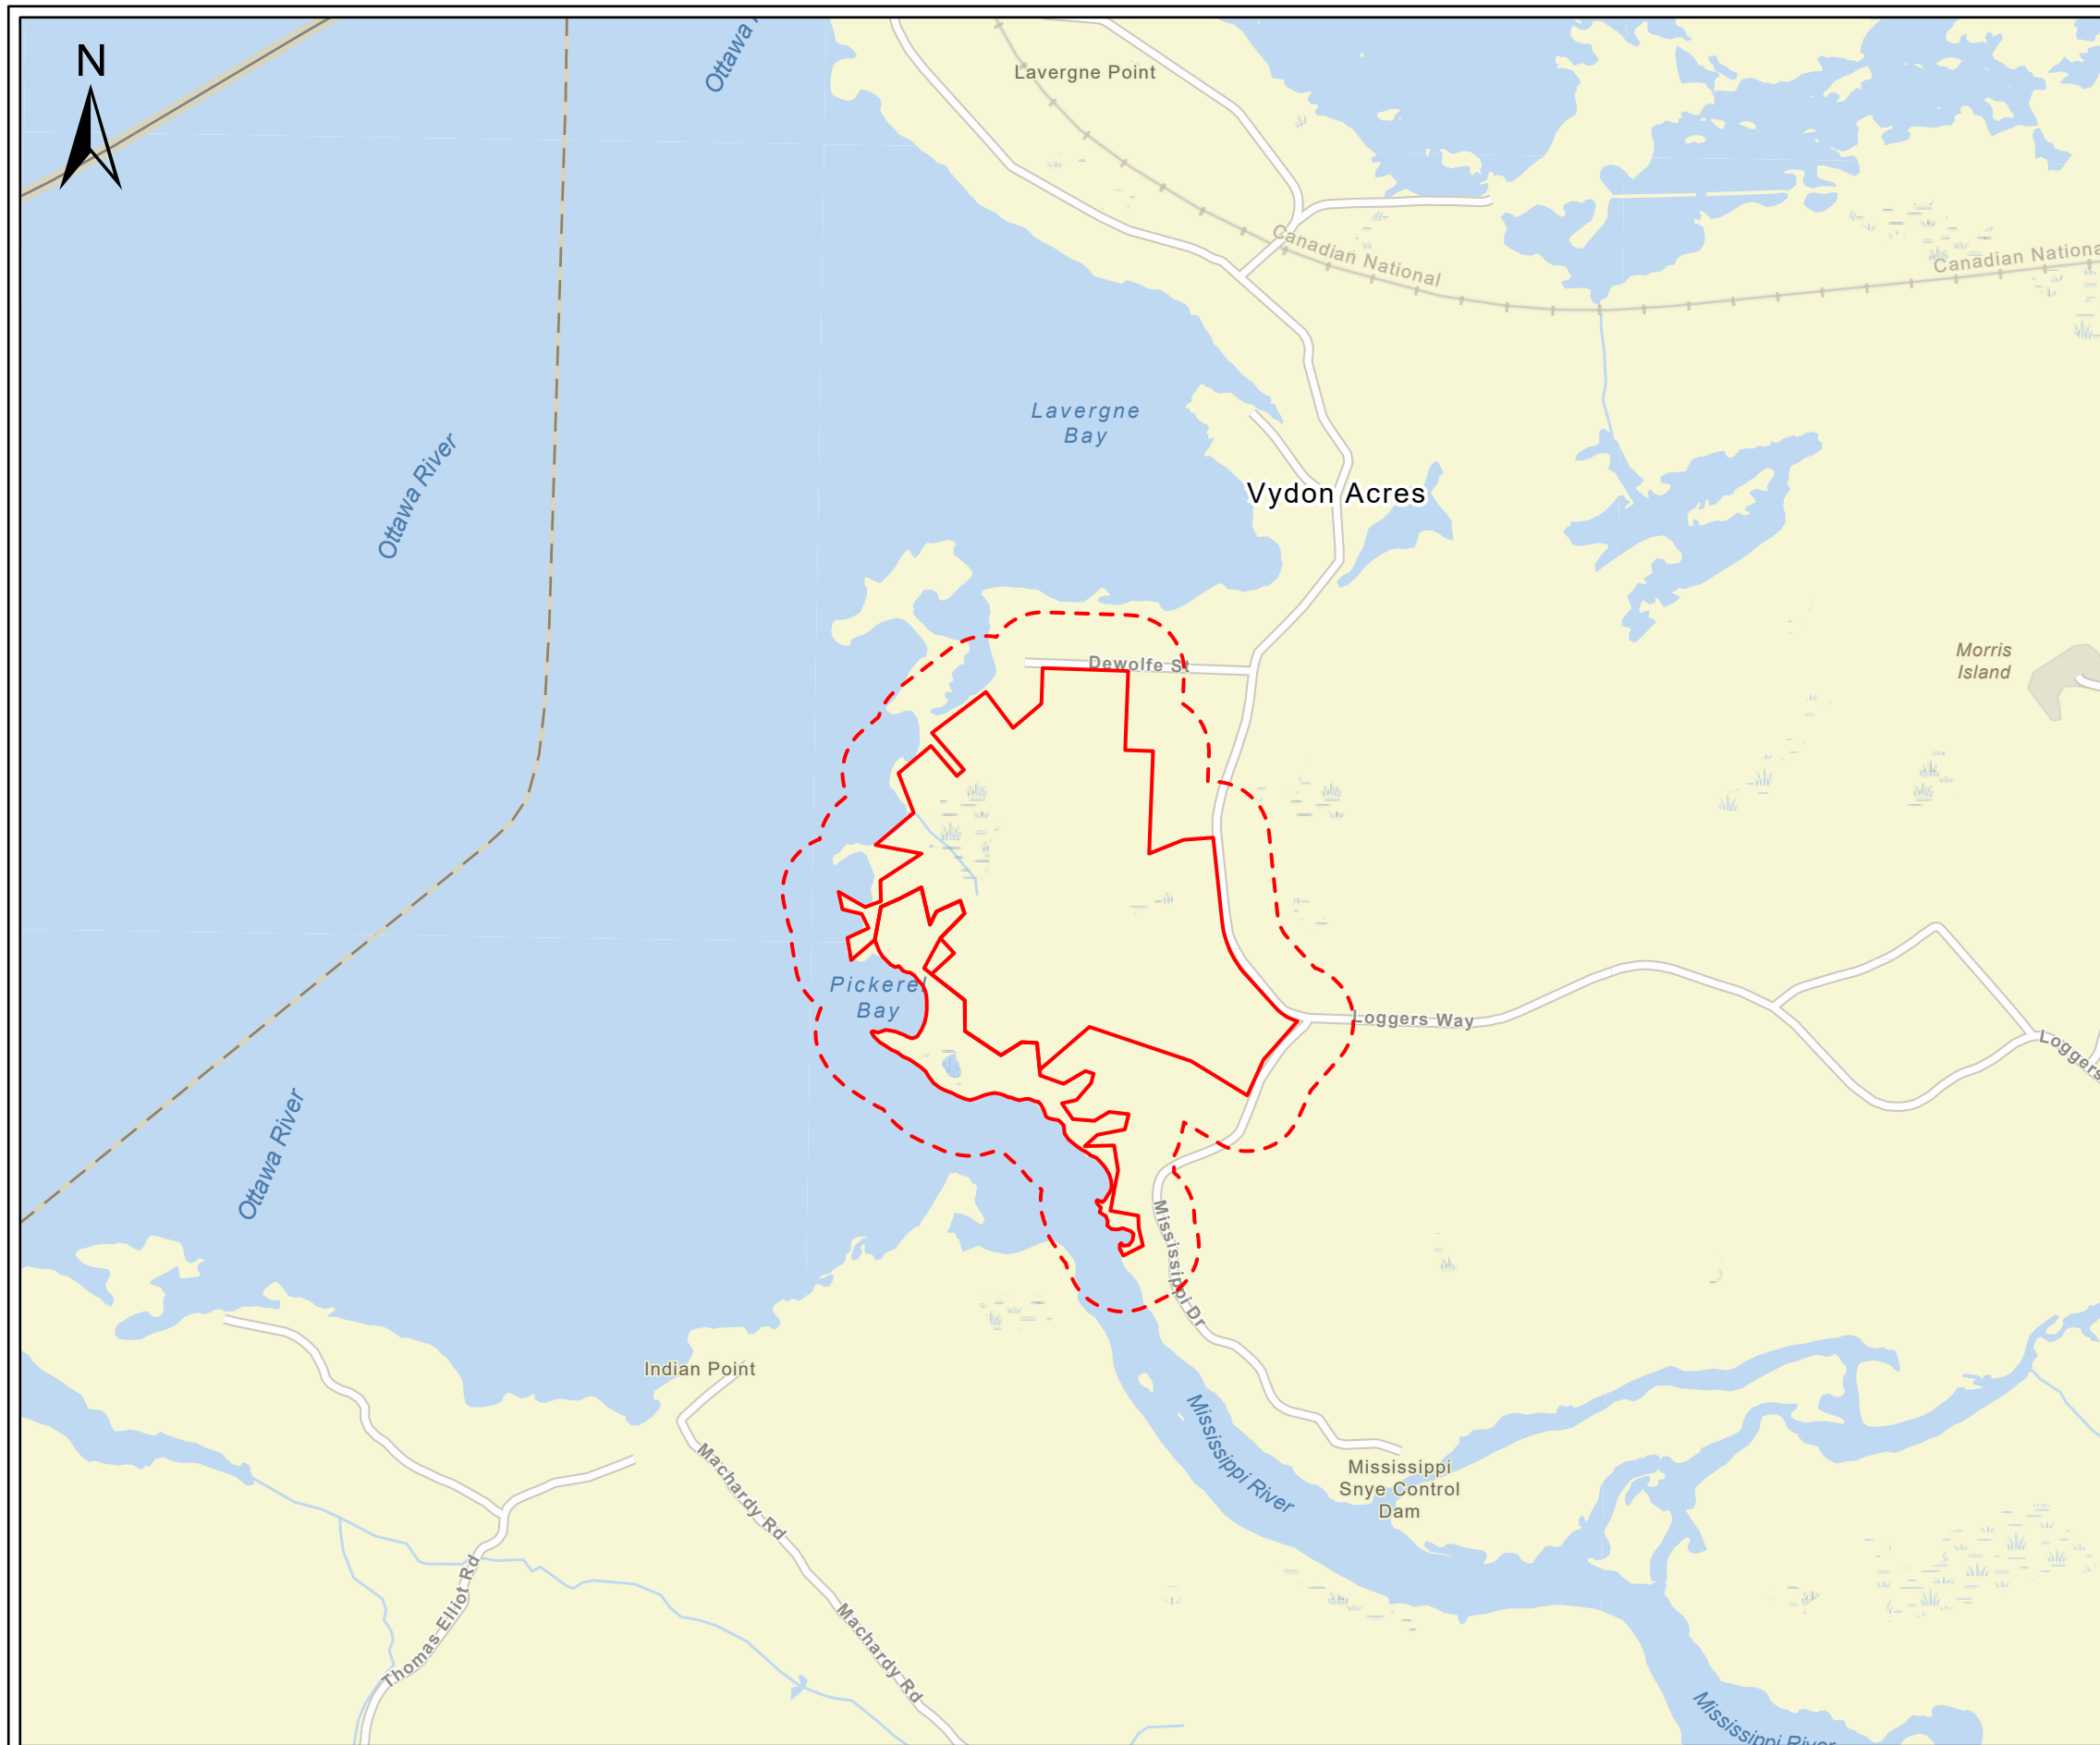 N
Ottawa
Lavergne Point
Canadian National
Canadian National
Lavergne
Bay
Ottawa River
Vydon Acres
Morris
Island
Dewolfe St
Pickerel
Bay
Loggers Way
Loggers
Ottawa River
Mississippi Dr
Indian Point
Mississippi River
Machardy Rd
Mississippi
Snye Control
Dam
Thomas Elliot Rd
Machardy Rd
Mississippi River